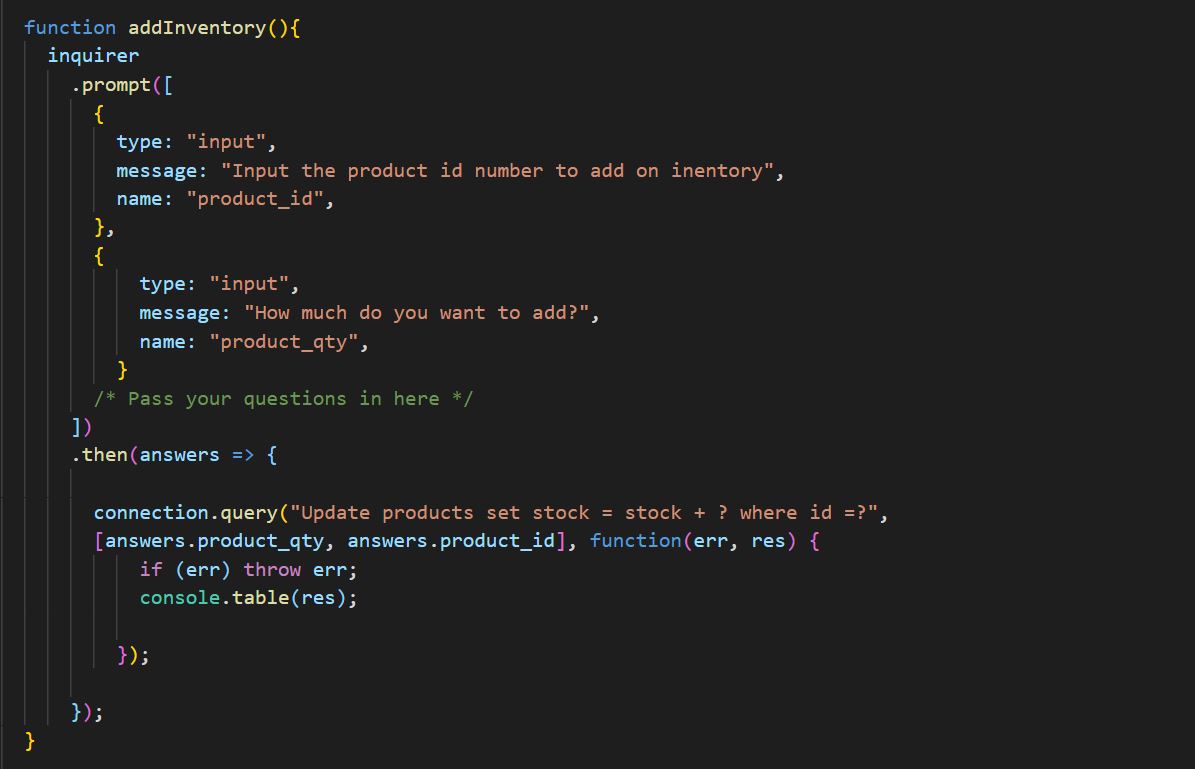 function addInventory(){
inquirer
.prompt([
{
type: "input",
message: "Input the product id number to add on inentory",
name: "product_id",
},
{
type: "input",
message: "How much do you want to add?",
name: "product_qty",
}
/* Pass your questions in here */
])
.then(answers => {
connection.query("Update products set stock = stock + ? where id =?",
[answers.product_qty, answers.product_id], function(err, res) {
if (err) throw err;
console.table(res);
});
});
}